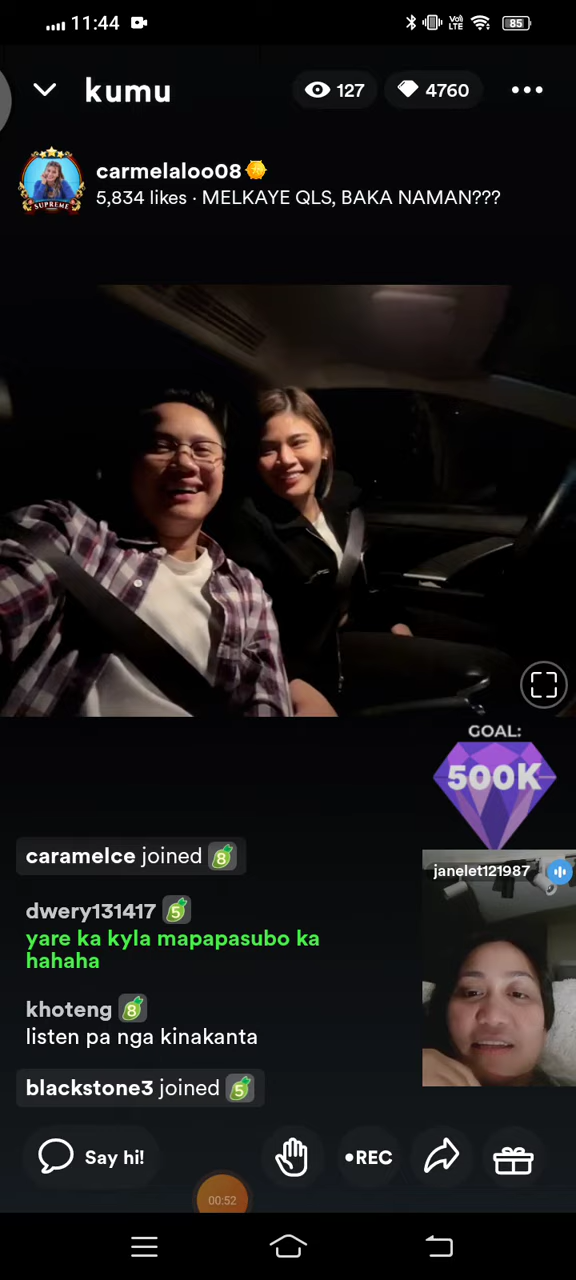 11:44
Vo)
LTE
85
kumu
127
4760
carmelaloo08
5,834 likes · MELKAYE QLS, BAKA NAMAN???
SUPREME
GOAL:
500K
caramelce joined 8
janelet121987
dwery131417 5
yare ka kyla mapapasubo ka
hahaha
khoteng 8
listen pa nga kinakanta
blackstone3 joined 5
Say hi!
•REC
00:52